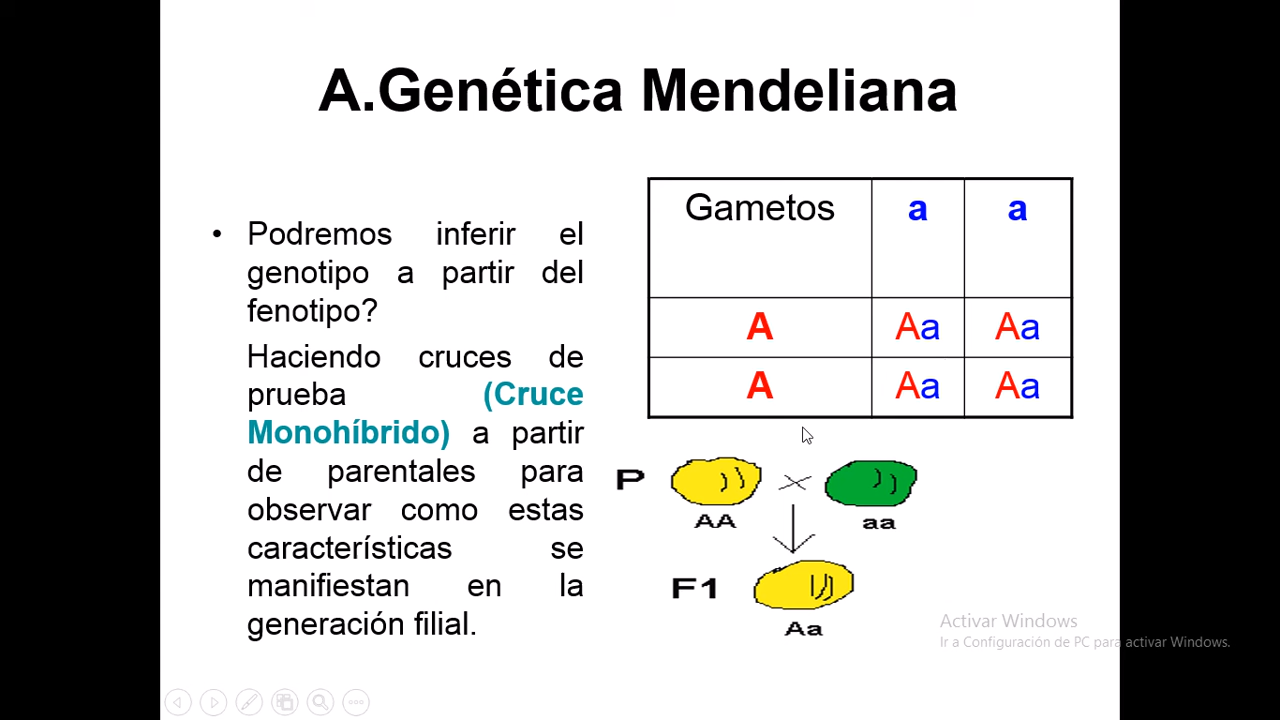 A.Genética Mendeliana
• Podremos inferir el
genotipo a partir del
fenotipo?
Haciendo cruces de
prueba (Cruce
Monohíbrido) a partir
de parentales para
observar como estas
características se
manifiestan en la
generación filial.
Gametos a a
A Aa Aa
A Aa Aa
P
AA aa
F1
Aa
Activar Windows
Ir a Configuración de PC para activar Windows.